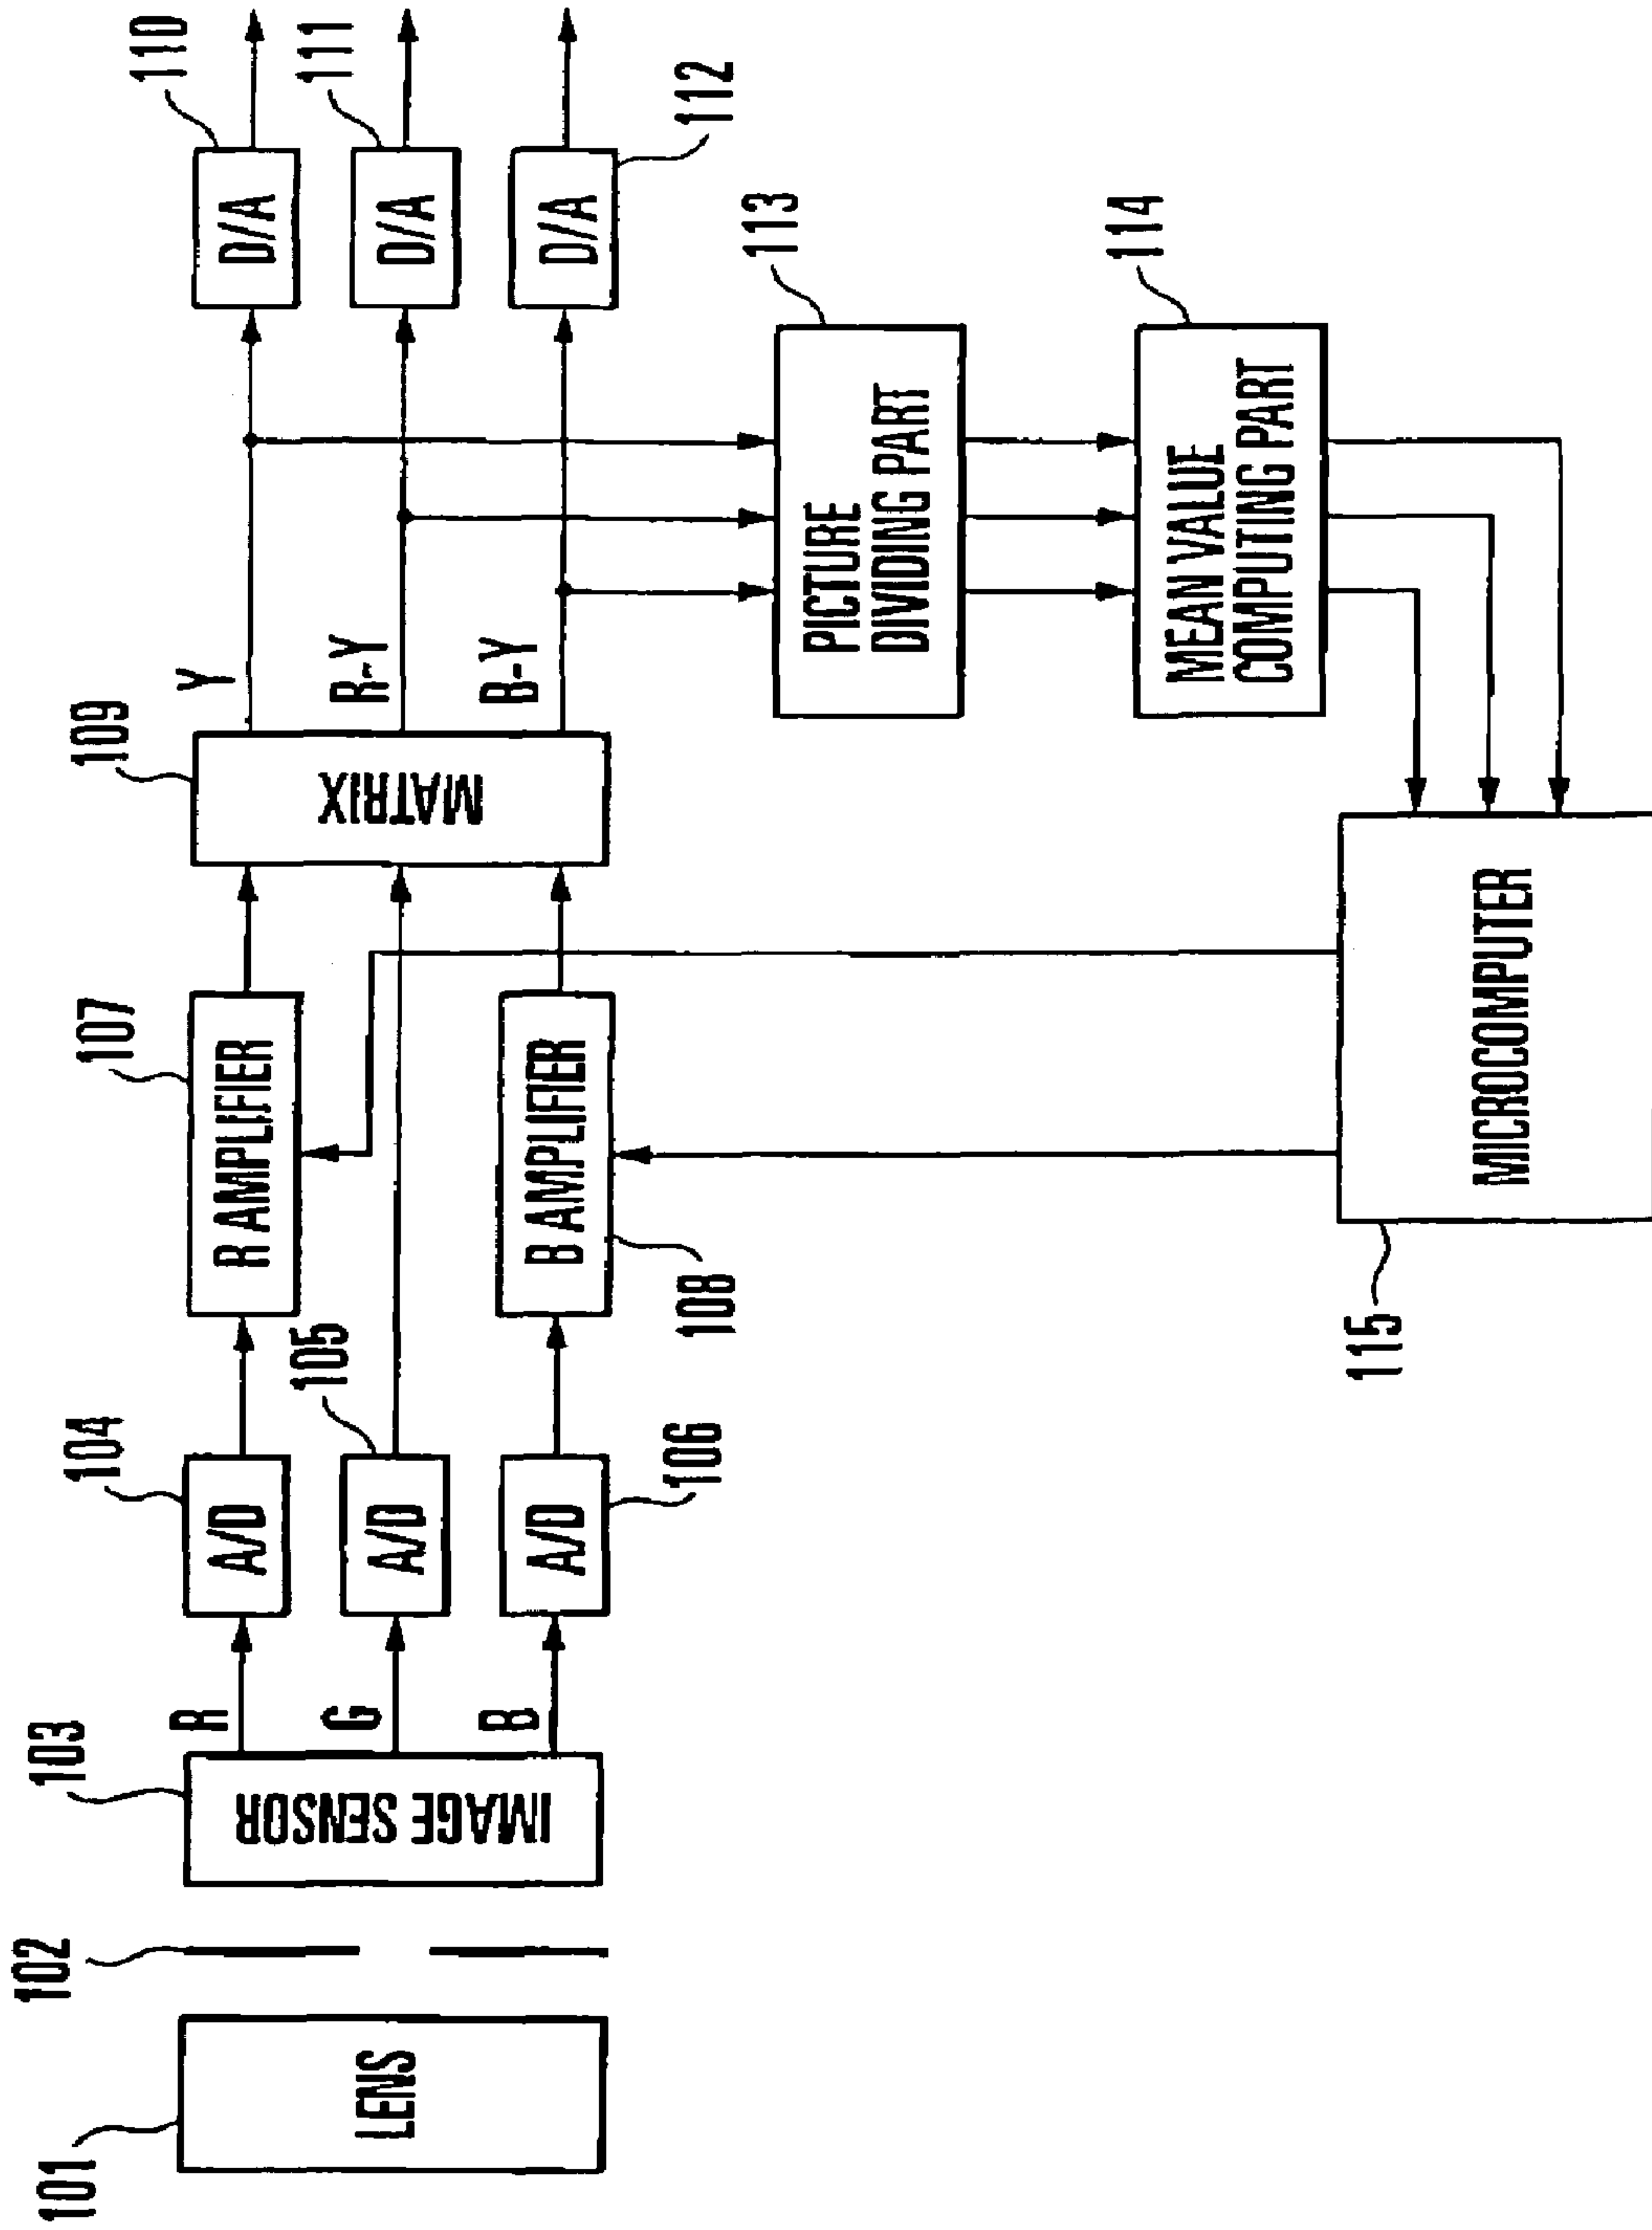 101
LENS
102
103
IMAGE SENSOR
R
G
B
104
A/D
105
A/D
106
A/D
107
R AMPLIFIER
108
B AMPLIFIER
109
MATRIX
Y
R-Y
B-Y
110
D/A
111
D/A
112
D/A
113
PICTURE
DIVIDING PART
114
MEAN VALUE
COMPUTING PART
115
MICROCOMPUTER